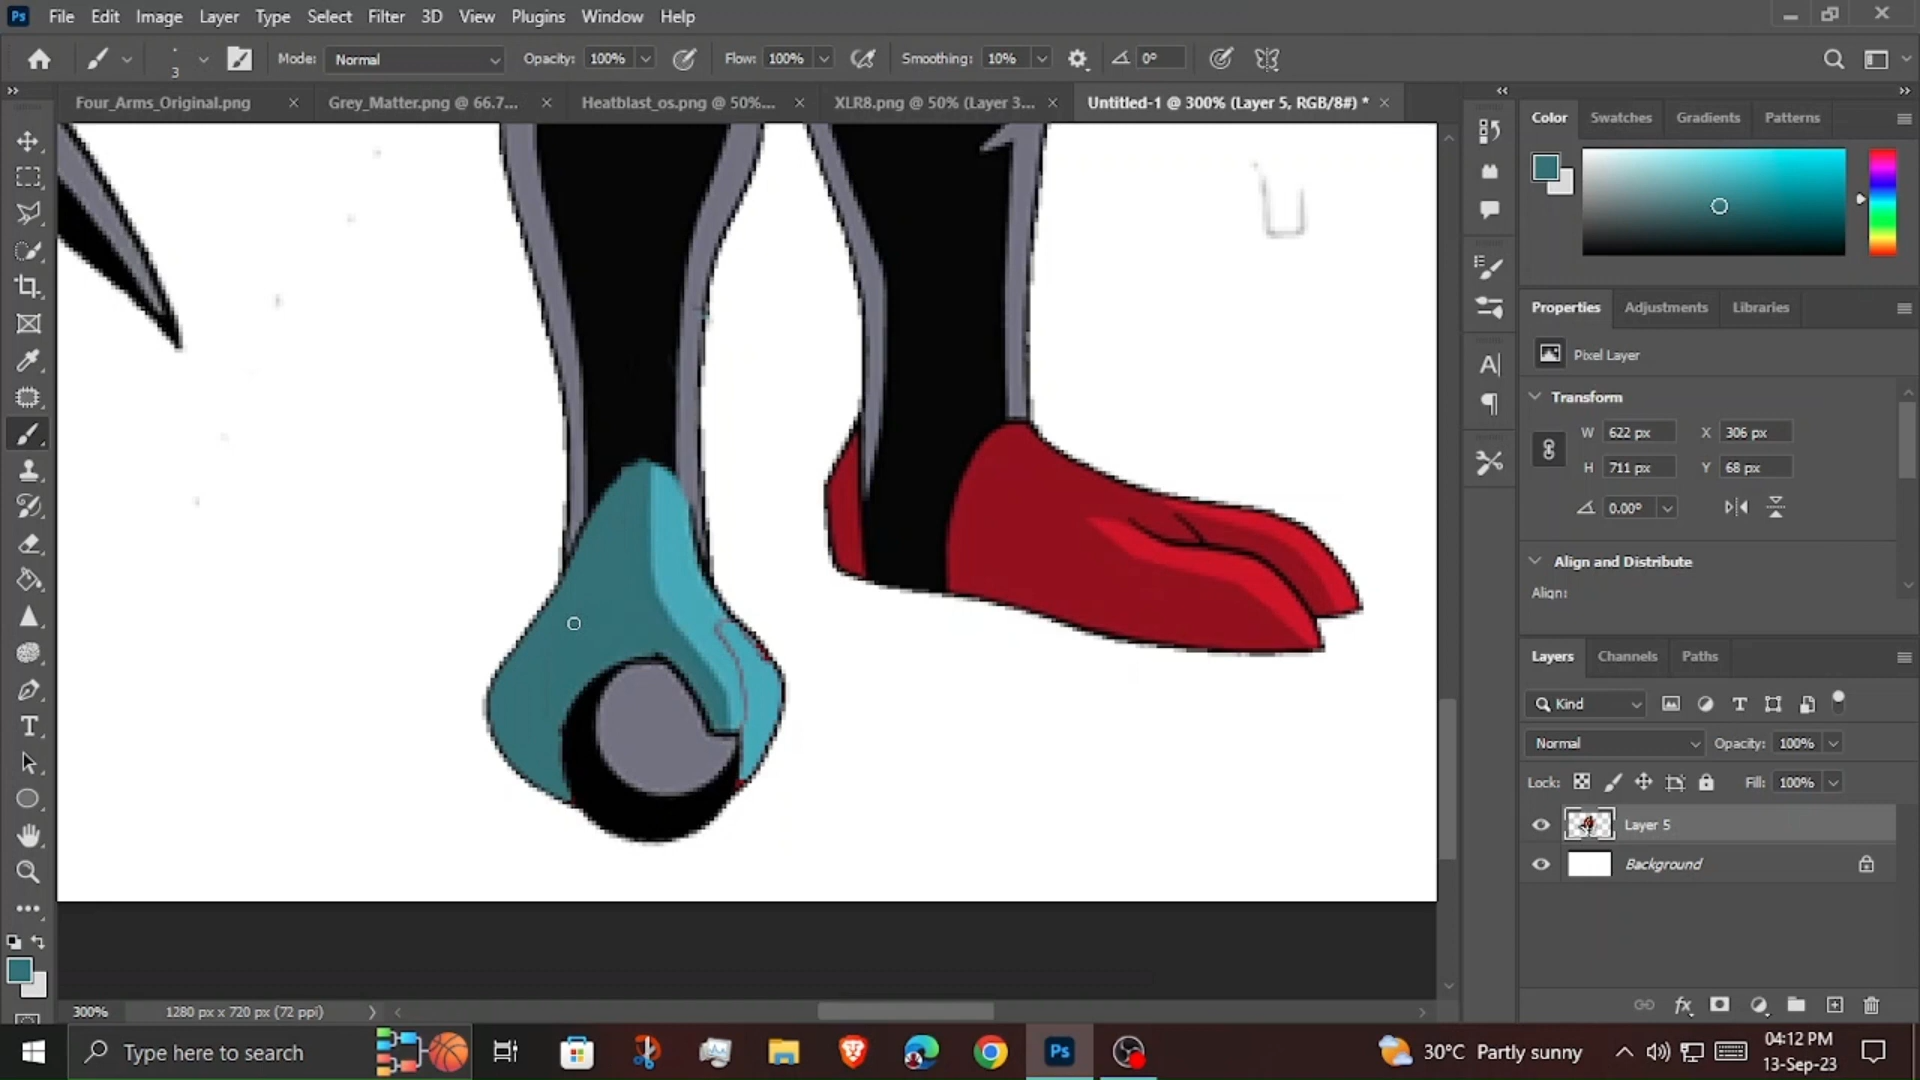 Ps File Edit Image Layer Type Select Filter 3D View Plugins Window Help
3 Mode: Normal Opacity: 100% Flow: 100% Smoothing: 10% 0°
Four_Arms_Original.png Grey_Matter.png @ 66.7... Heatblast_os.png @ 50%... XLR8.png @ 50% (Layer 3... Untitled-1 @ 300% (Layer 5, RGB/8#) *
Color Swatches Gradients Patterns
Properties Adjustments Libraries
Pixel Layer
Transform
W 622 px X 306 px
H 711 px Y 68 px
0.00°
Align and Distribute
Align:
Layers Channels Paths
Kind
Normal Opacity: 100%
Lock: Fill: 100%
Layer 5
Background
300% 1280 px x 720 px (72 ppi)
Type here to search Ps 30°C Partly sunny 04:12 PM
13-Sep-23